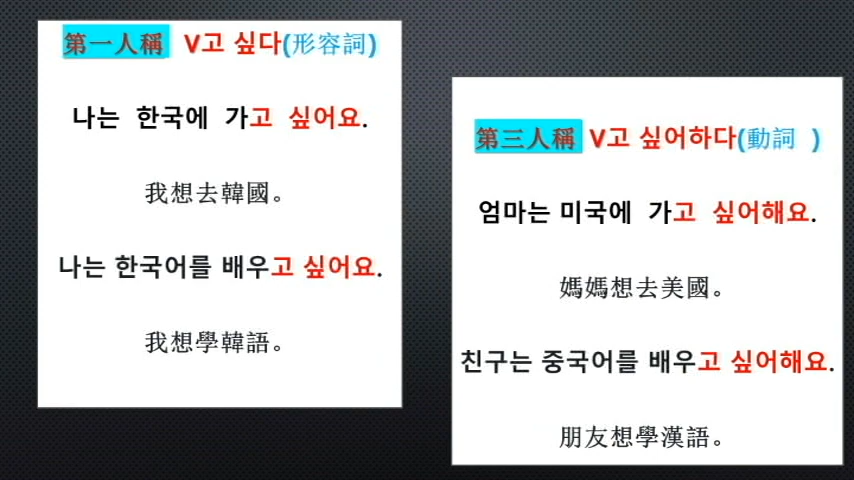 第一人稱 V고 싶다(形容詞)
나는 한국에 가고 싶어요.
我想去韓國。
나는 한국어를 배우고 싶어요.
我想學韓語。
第三人稱 V고 싶어하다(動詞 )
엄마는 미국에 가고 싶어해요.
媽媽想去美國。
친구는 중국어를 배우고 싶어해요.
朋友想學漢語。